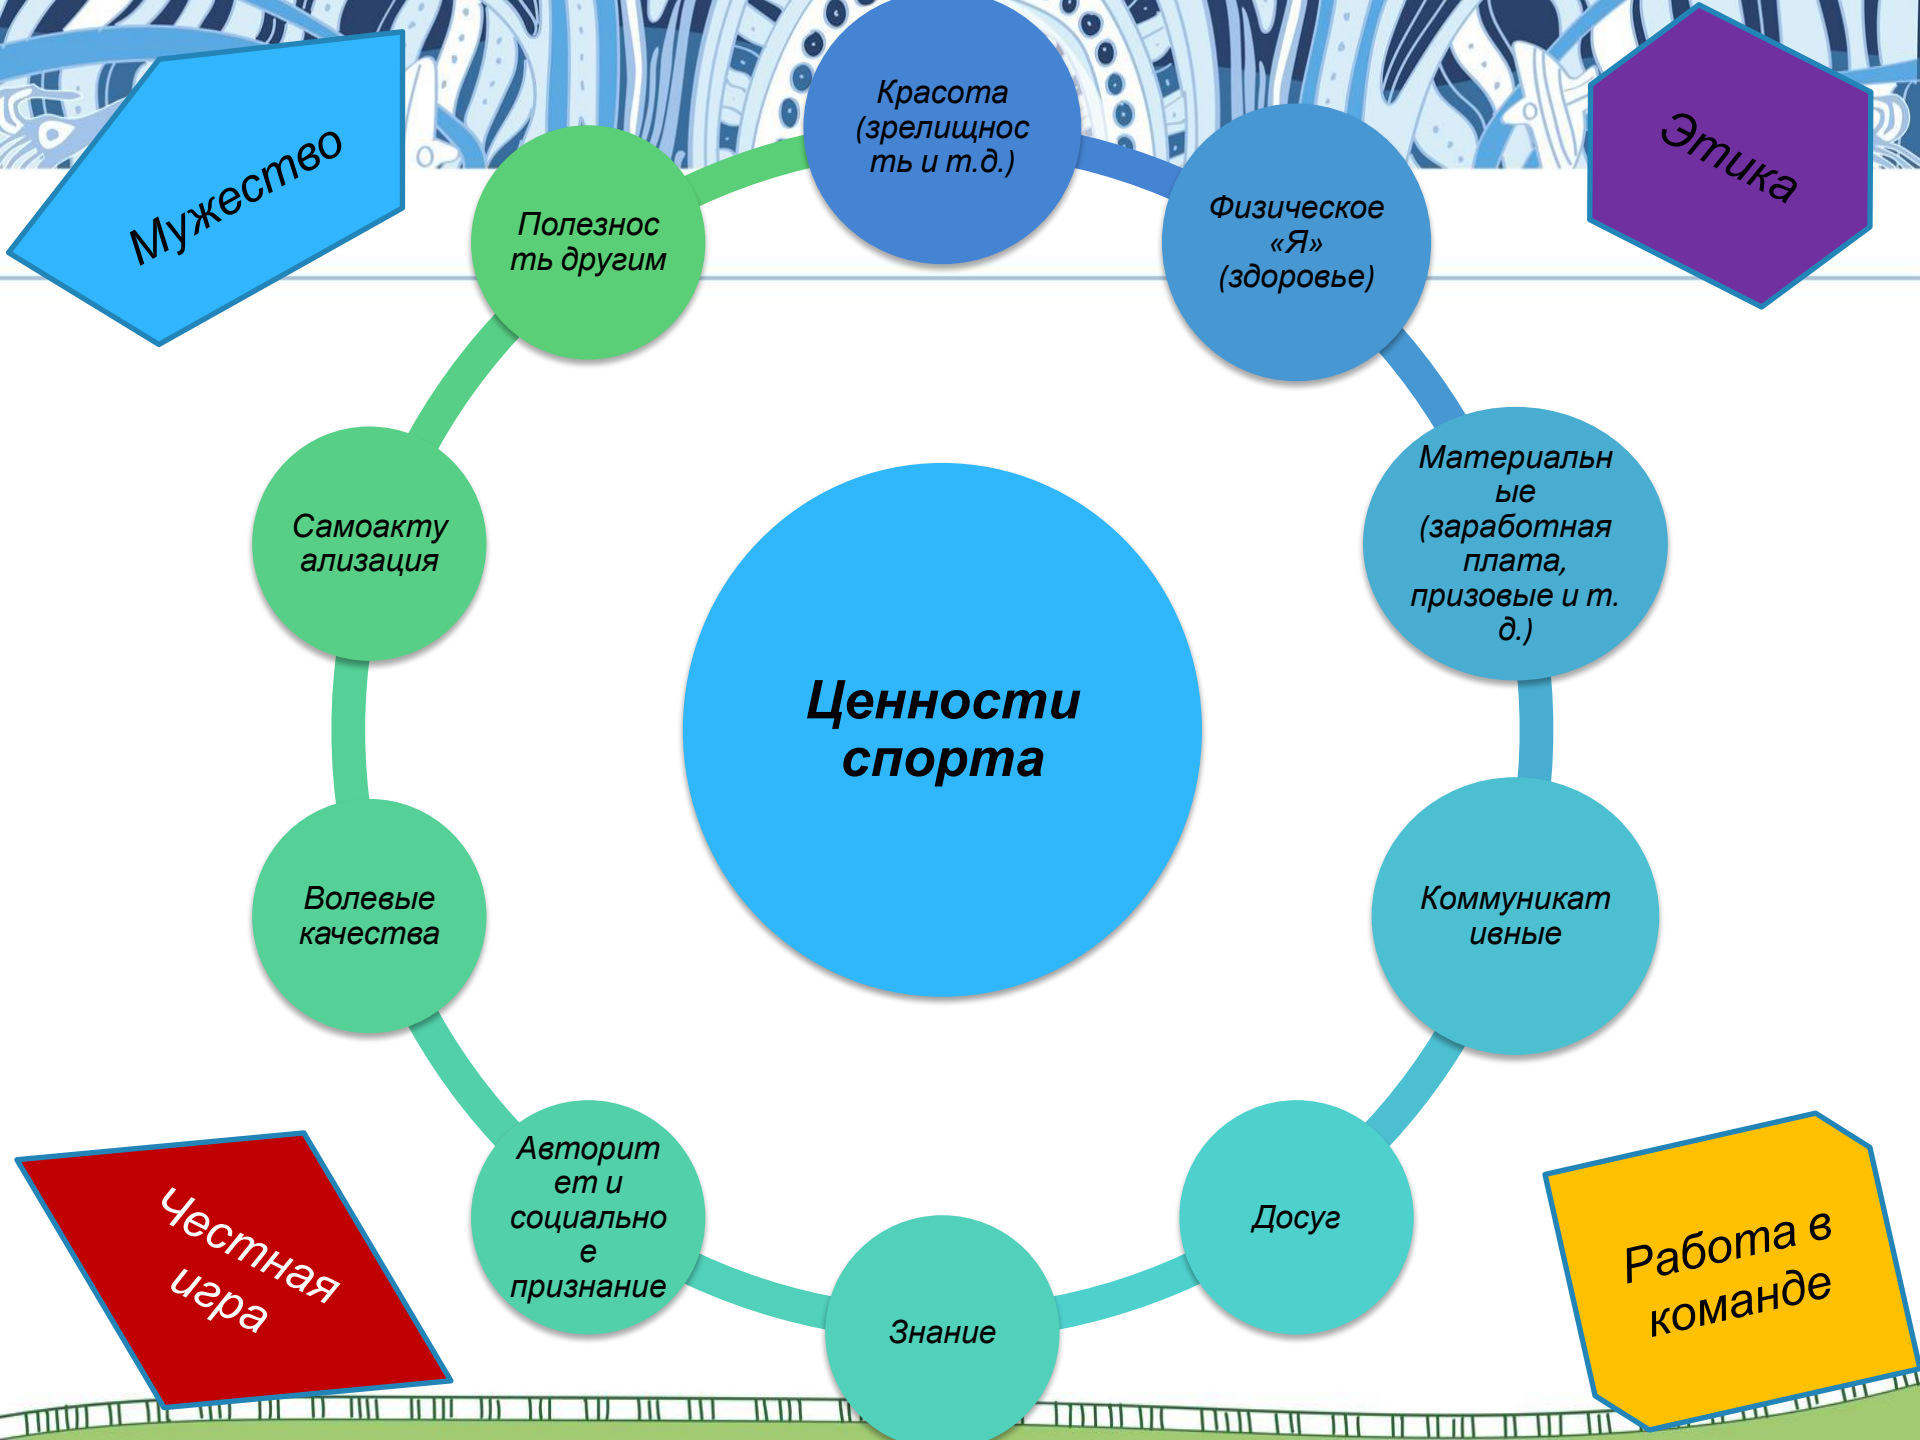 Мужество
Красота
(зрелищнос
ть и т.д.)
Этика
Полезнос
ть другим
Физическое
«Я»
(здоровье)
Самоакту
ализация
Материальн
ые
(заработная
плата,
призовые и т.
д.)
Ценности
спорта
Волевые
качества
Коммуникат
ивные
Авторит
ет и
социально
е
признание
Досуг
Знание
Честная
игра
Работа в
команде